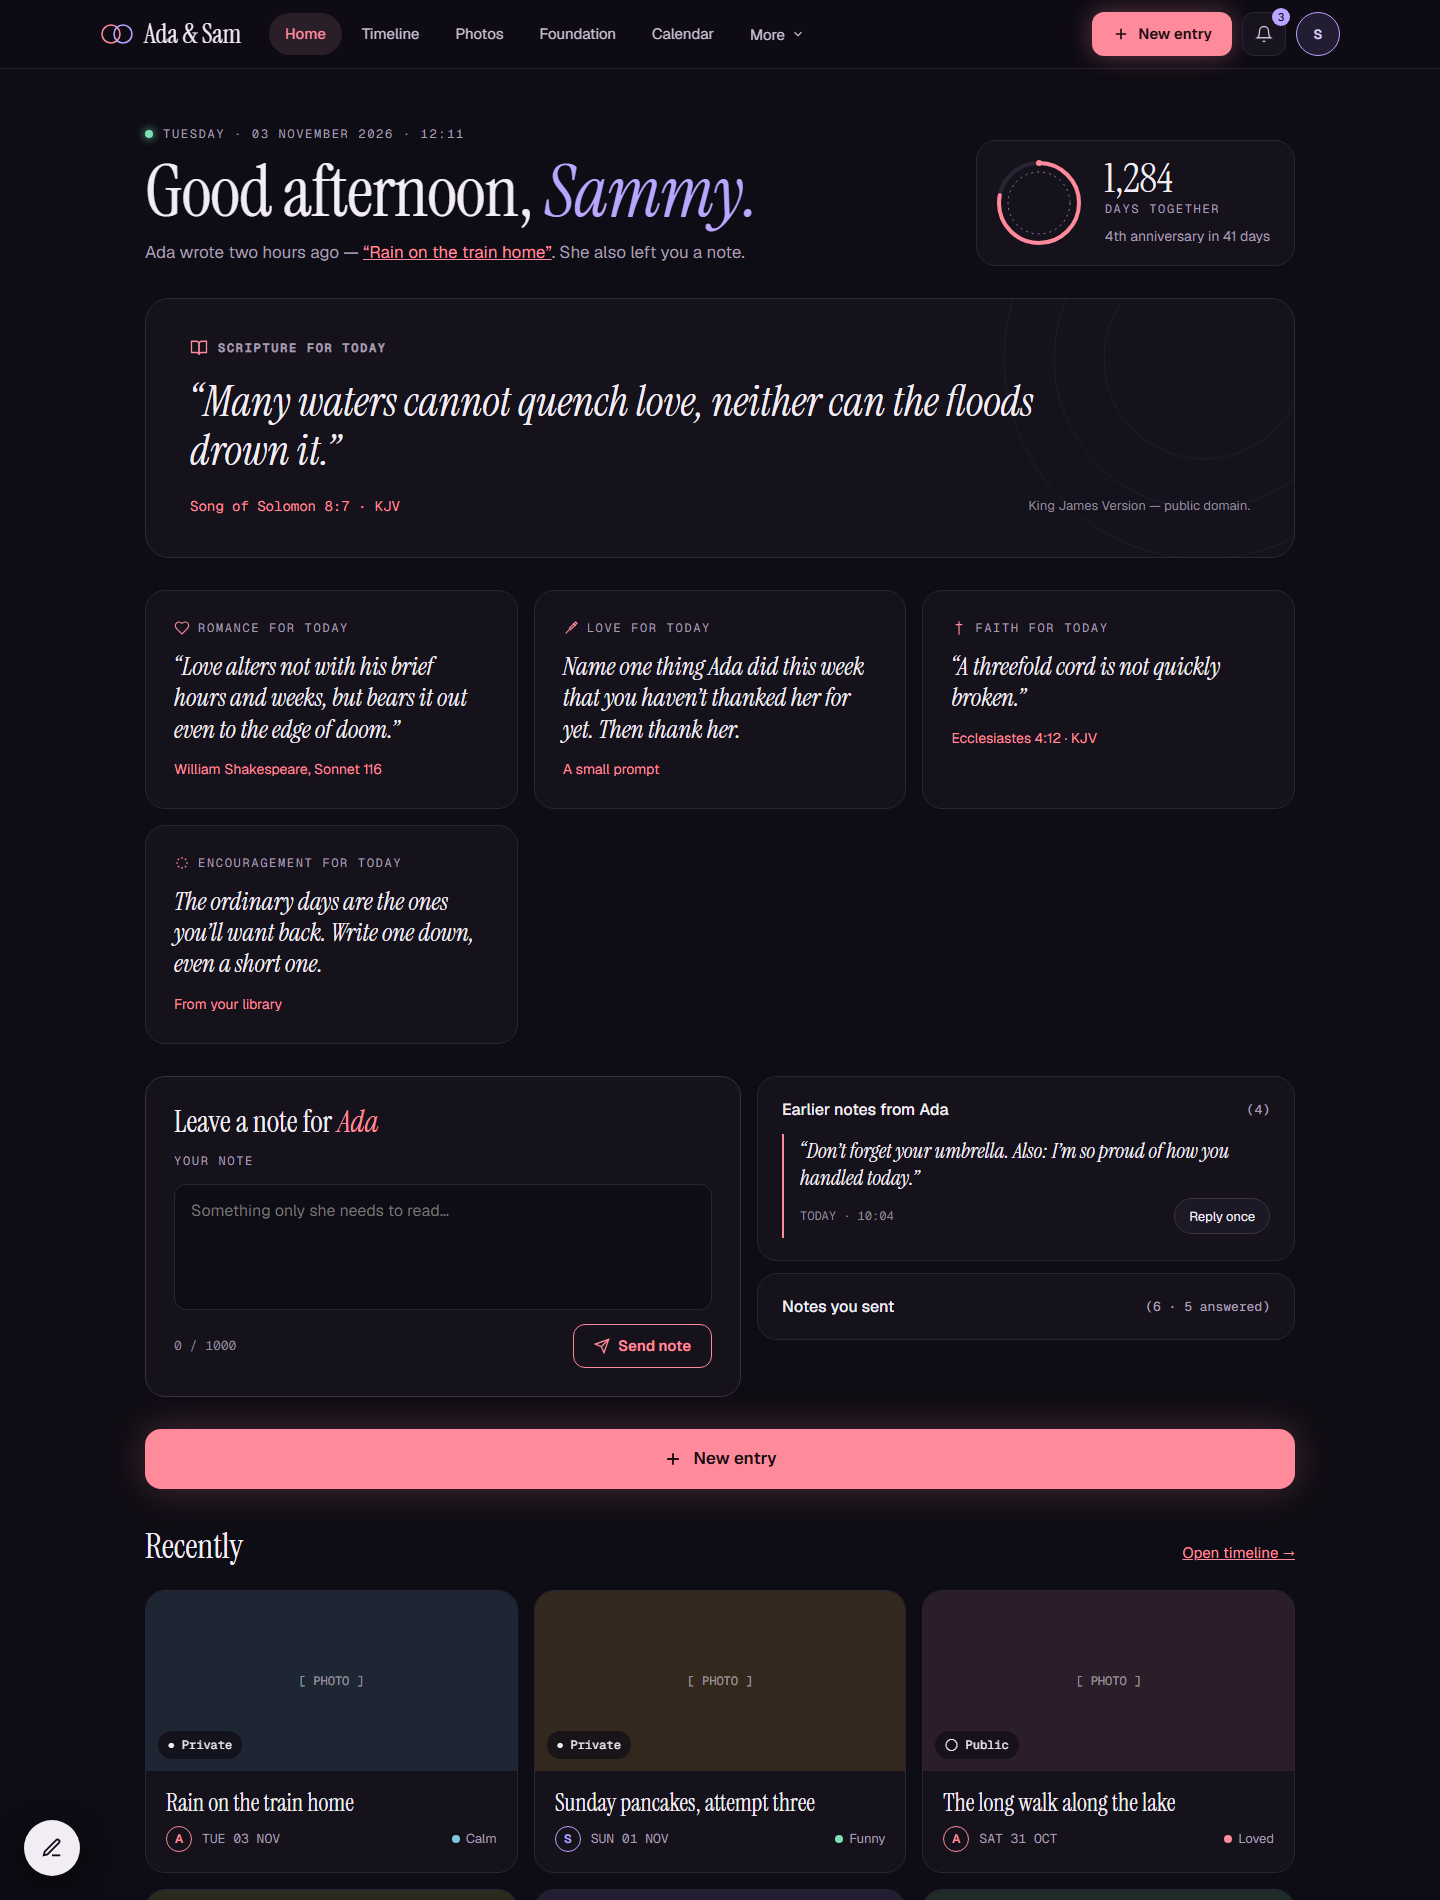 Ada & Sam
Home
Timeline
Photos
Foundation
Calendar
More
+ New entry
3
S
TUESDAY · 03 NOVEMBER 2026 · 12:11
Good afternoon, Sammy.
Ada wrote two hours ago — “Rain on the train home”. She also left you a note.
1,284
DAYS TOGETHER
4th anniversary in 41 days
SCRIPTURE FOR TODAY
“Many waters cannot quench love, neither can the floods
drown it.”
Song of Solomon 8:7 · KJV
King James Version — public domain.
ROMANCE FOR TODAY
“Love alters not with his brief
hours and weeks, but bears it out
even to the edge of doom.”
William Shakespeare, Sonnet 116
LOVE FOR TODAY
Name one thing Ada did this week
that you haven’t thanked her for
yet. Then thank her.
A small prompt
FAITH FOR TODAY
“A threefold cord is not quickly
broken.”
Ecclesiastes 4:12 · KJV
ENCOURAGEMENT FOR TODAY
The ordinary days are the ones
you’ll want back. Write one down,
even a short one.
From your library
Leave a note for Ada
YOUR NOTE
Something only she needs to read…
0 / 1000
Send note
Earlier notes from Ada
(4)
“Don’t forget your umbrella. Also: I’m so proud of how you
handled today.”
TODAY · 10:04
Reply once
Notes you sent
(6 · 5 answered)
+ New entry
Recently
Open timeline →
[ PHOTO ]
Private
Rain on the train home
A
TUE 03 NOV
Calm
[ PHOTO ]
Private
Sunday pancakes, attempt three
S
SUN 01 NOV
Funny
[ PHOTO ]
Public
The long walk along the lake
A
SAT 31 OCT
Loved